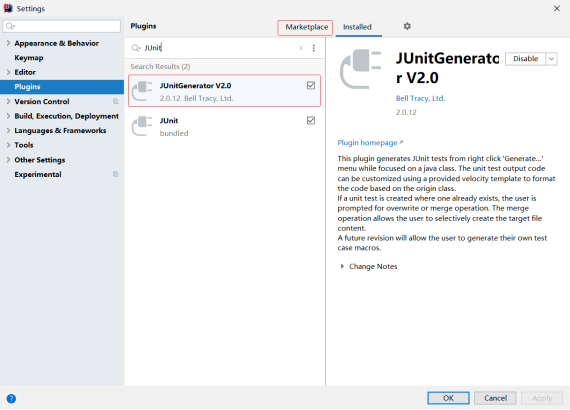 Settings
Plugins
Marketplace
Installed
Appearance & Behavior
Keymap
Editor
Plugins
Version Control
Build, Execution, Deployment
Languages & Frameworks
Tools
Other Settings
Experimental
JUnit
Search Results (2)
JUnitGenerator V2.0
2.0.12 Bell Tracy, Ltd.
JUnit
bundled
JUnitGenerato
r V2.0
Disable
Bell Tracy, Ltd.
2.0.12
Plugin homepage
This plugin generates JUnit tests from right click 'Generate...'
menu while focused on a java class. The unit test output code
can be customized using a provided velocity template to format
the code based on the origin class.
If a unit test is created where one already exists, the user is
prompted for overwrite or merge operation. The merge
operation allows the user to selectively create the target file
content.
A future revision will allow the user to generate their own test
case macros.
Change Notes
?
OK
Cancel
Apply